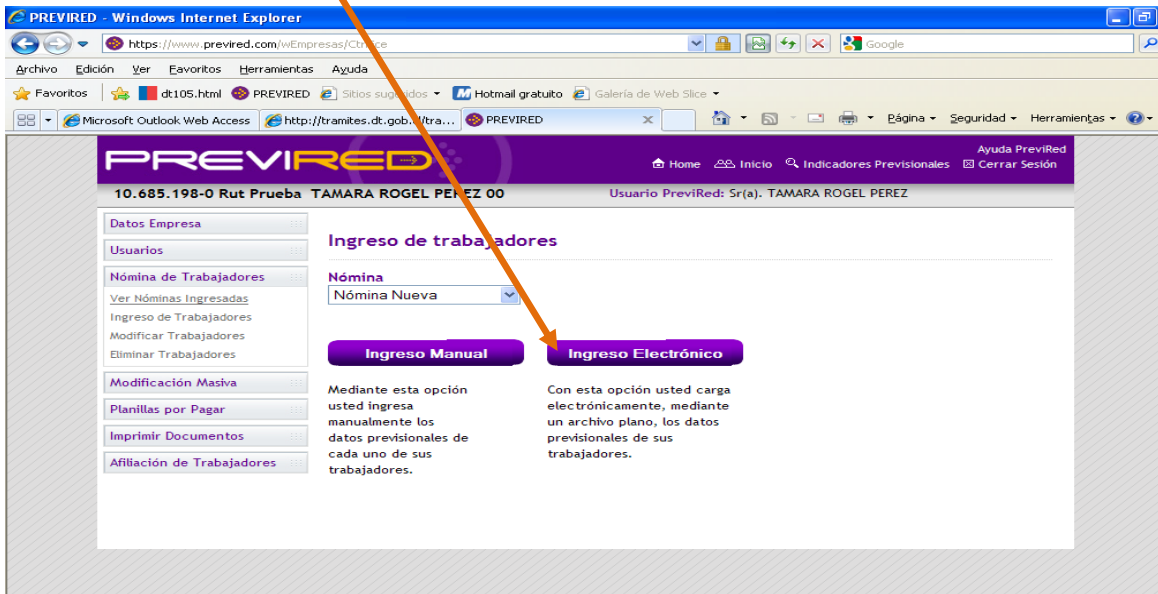 PREVIRED - Windows Internet Explorer
https://www.previred.com/wEmpresas/Ctrl
Google
Archivo Edición Ver Favoritos Herramientas Ayuda
Favoritos dt105.html PREVIRED Sitios sugeridos Hotmail gratuito Galería de Web Slice
Microsoft Outlook Web Access http://tramites.dt.gob.cl/tra... PREVIRED Página Seguridad Herramientas
PREVIRED
Ayuda PreviRed
Home Inicio Indicadores Previsionales Cerrar Sesión
10.685.198-0 Rut Prueba TAMARA ROGEL PEREZ 00 Usuario PreviRed: Sr(a). TAMARA ROGEL PEREZ
Datos Empresa
Usuarios
Nómina de Trabajadores
Ver Nóminas Ingresadas
Ingreso de Trabajadores
Modificar Trabajadores
Eliminar Trabajadores
Modificación Masiva
Planillas por Pagar
Imprimir Documentos
Afiliación de Trabajadores
Ingreso de trabajadores
Nómina
Nómina Nueva
Ingreso Manual
Mediante esta opción
usted ingresa
manualmente los
datos previsionales de
cada uno de sus
trabajadores.
Ingreso Electrónico
Con esta opción usted carga
electrónicamente, mediante
un archivo plano, los datos
previsionales de sus
trabajadores.